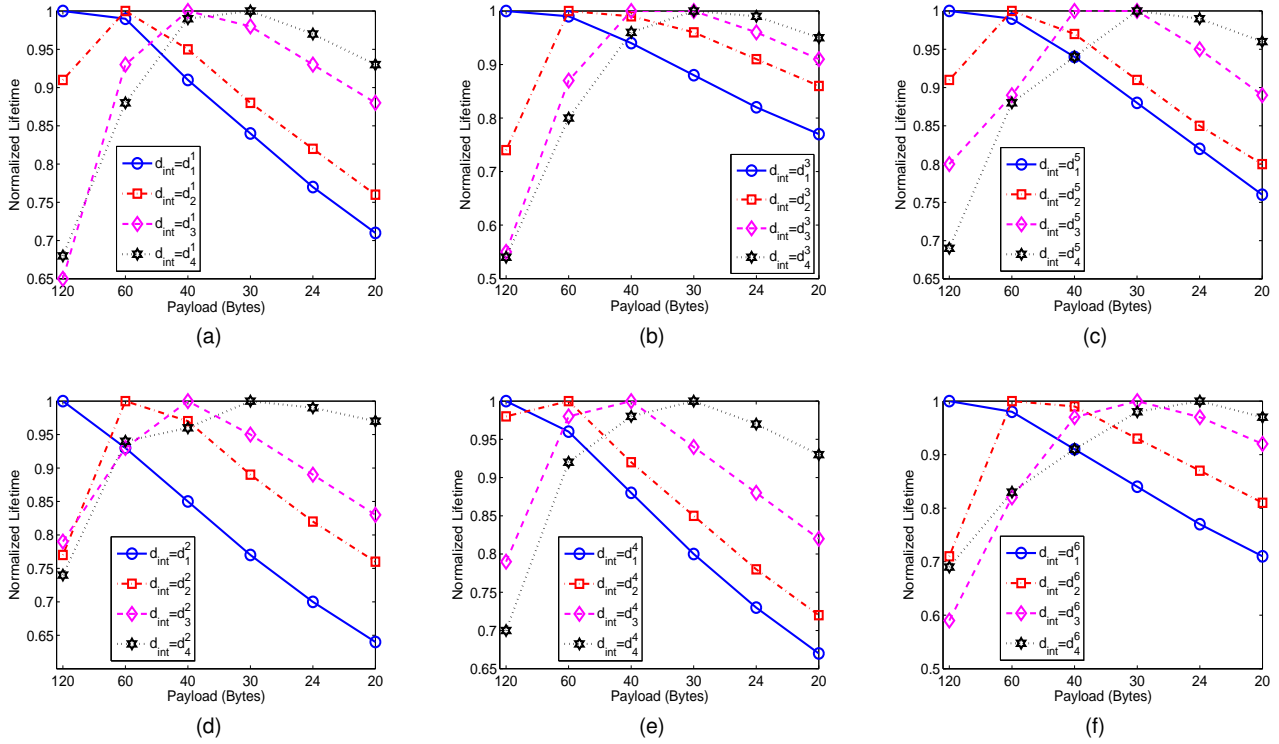 1
0.95
0.9
0.85
0.8
0.75
0.7
0.65
Normalized Lifetime
d_int=d_1^1
d_int=d_2^1
d_int=d_3^1
d_int=d_4^1
120 60 40 30 24 20
Payload (Bytes)
(a)
1
0.9
0.8
0.7
0.6
0.5
Normalized Lifetime
d_int=d_1^3
d_int=d_2^3
d_int=d_3^3
d_int=d_4^3
120 60 40 30 24 20
Payload (Bytes)
(b)
1
0.95
0.9
0.85
0.8
0.75
0.7
0.65
Normalized Lifetime
d_int=d_1^5
d_int=d_2^5
d_int=d_3^5
d_int=d_4^5
120 60 40 30 24 20
Payload (Bytes)
(c)
1
0.95
0.9
0.85
0.8
0.75
0.7
0.65
Normalized Lifetime
d_int=d_1^2
d_int=d_2^2
d_int=d_3^2
d_int=d_4^2
120 60 40 30 24 20
Payload (Bytes)
(d)
1
0.95
0.9
0.85
0.8
0.75
0.7
0.65
Normalized Lifetime
d_int=d_1^4
d_int=d_2^4
d_int=d_3^4
d_int=d_4^4
120 60 40 30 24 20
Payload (Bytes)
(e)
1
0.9
0.8
0.7
0.6
0.5
Normalized Lifetime
d_int=d_1^6
d_int=d_2^6
d_int=d_3^6
d_int=d_4^6
120 60 40 30 24 20
Payload (Bytes)
(f)